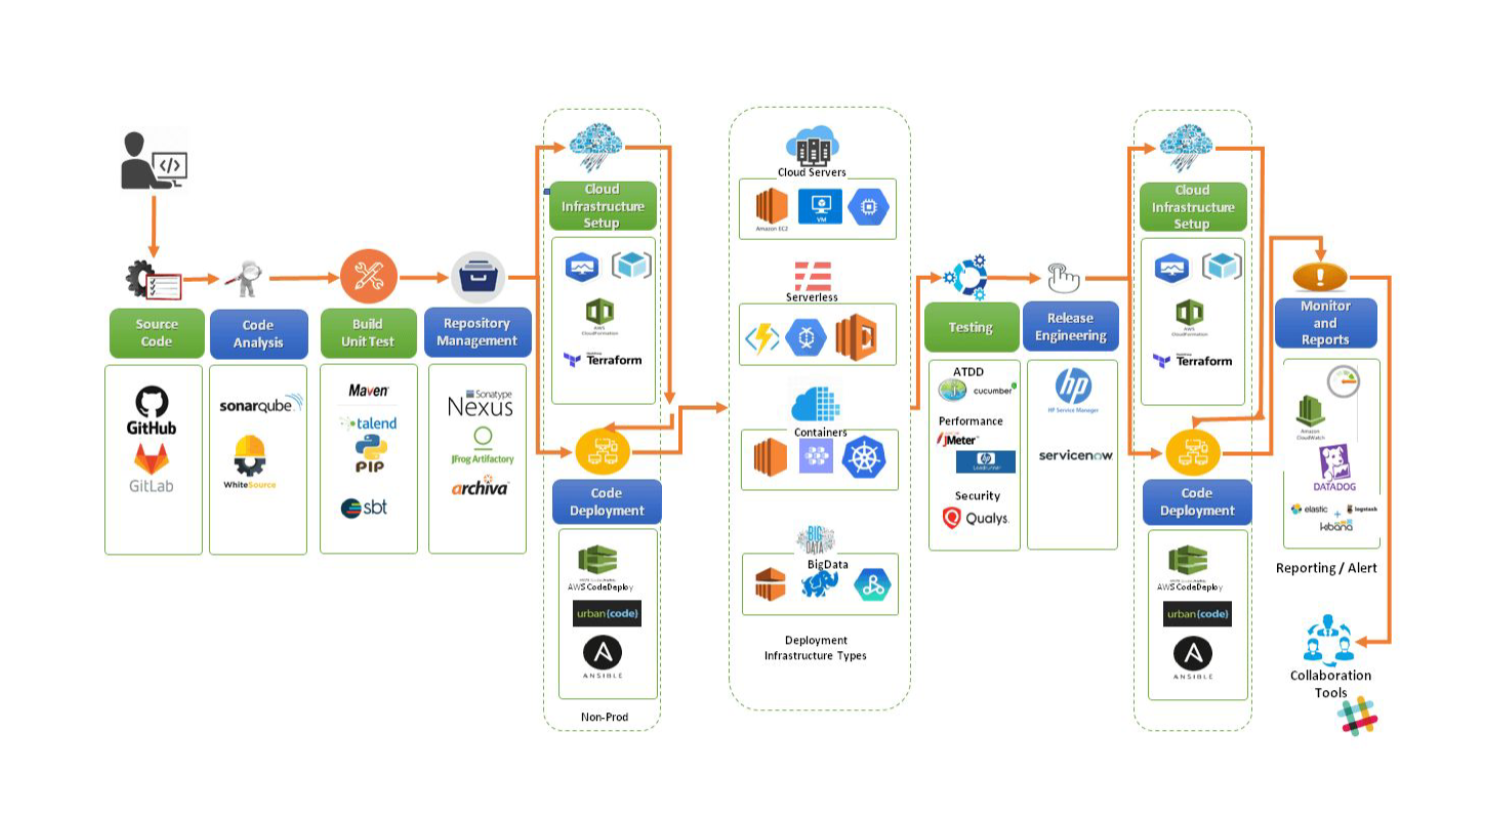 </>
Source
Code
GitHub
GitLab
Code
Analysis
sonarqube
WhiteSource
Build
Unit Test
Maven
talend
PIP
sbt
Repository
Management
Sonatype
Nexus
JFrog Artifactory
archiva
Cloud
Infrastructure
Setup
AWS
CloudFormation
Terraform
Code
Deployment
AWS CodeDeploy
urban{code}
ANSIBLE
Non-Prod
Cloud Servers
Amazon EC2
VM
Serverless
Containers
BIG
DATA
BigData
Deployment
Infrastructure Types
Testing
ATDD
cucumber
Performance
JMeter
hp
LoadRunner
Security
Qualys.
Release
Engineering
hp
HP Service Manager
servicenow
Cloud
Infrastructure
Setup
AWS
CloudFormation
Terraform
Code
Deployment
AWS CodeDeploy
urban{code}
ANSIBLE
!
Monitor
and
Reports
Amazon
CloudWatch
DATADOG
elastic + logstash
kibana
Reporting / Alert
Collaboration
Tools